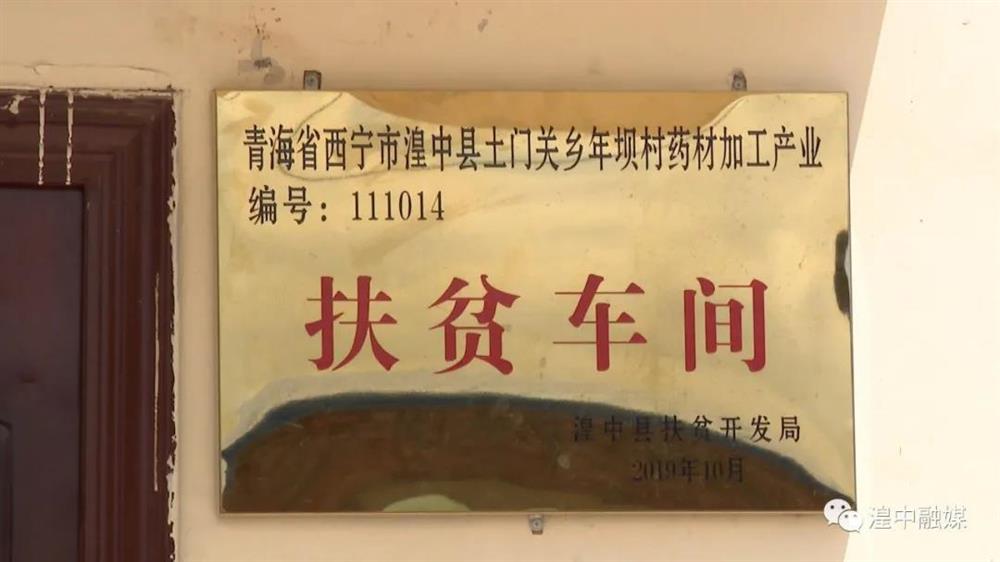 青海省西宁市湟中县土门关乡年坝村药材加工产业
编号：111014
扶贫车间
湟中县扶贫开发局
2019年10月
湟中融媒